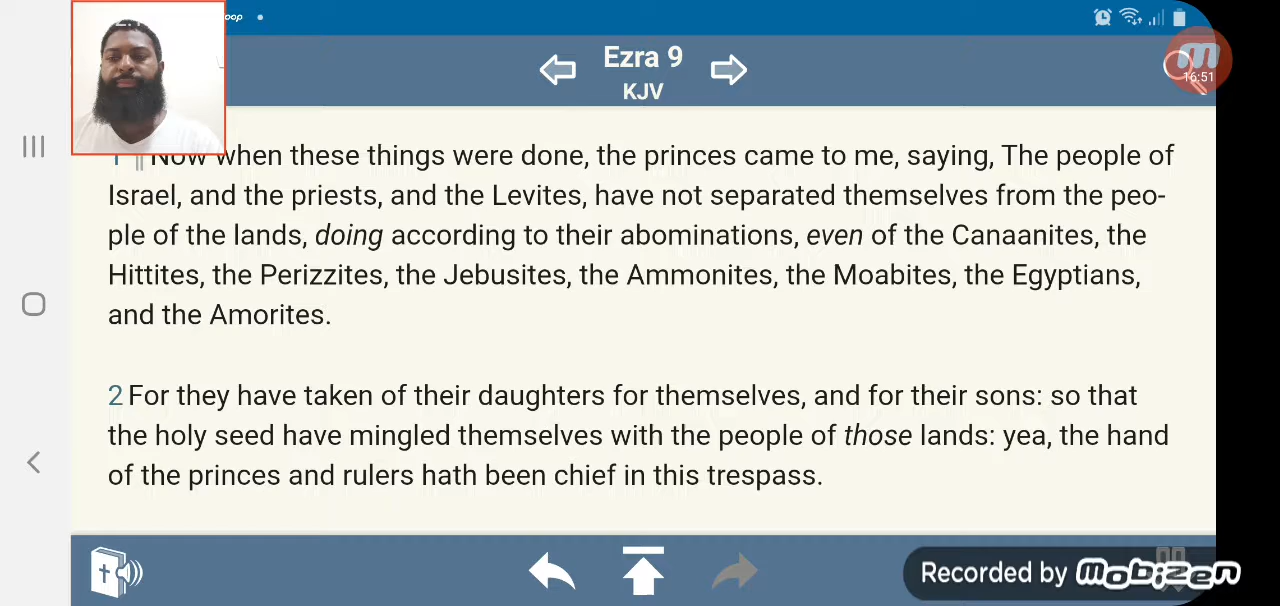 oop
Ezra 9
KJV
16:51
1 ¶ Now when these things were done, the princes came to me, saying, The people of
Israel, and the priests, and the Levites, have not separated themselves from the peo-
ple of the lands, doing according to their abominations, even of the Canaanites, the
Hittites, the Perizzites, the Jebusites, the Ammonites, the Moabites, the Egyptians,
and the Amorites.
2 For they have taken of their daughters for themselves, and for their sons: so that
the holy seed have mingled themselves with the people of those lands: yea, the hand
of the princes and rulers hath been chief in this trespass.
Recorded by Mobizen